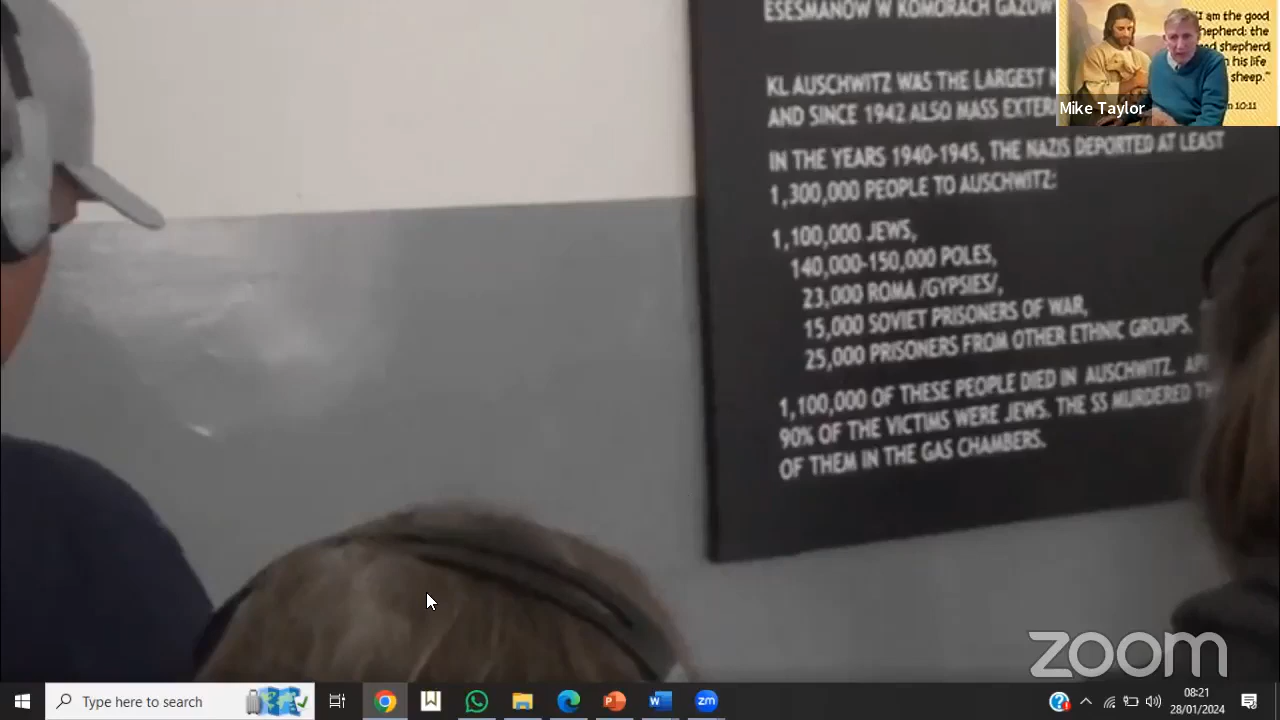 ESESMANÓW W KOMORACH GAZOW
KL AUSCHWITZ WAS THE LARGEST
AND SINCE 1942 ALSO MASS EXTER
IN THE YEARS 1940-1945, THE NAZIS DEPORTED AT LEAST
1,300,000 PEOPLE TO AUSCHWITZ:
1,100,000 JEWS,
140,000-150,000 POLES,
23,000 ROMA /GYPSIES/,
15,000 SOVIET PRISONERS OF WAR,
25,000 PRISONERS FROM OTHER ETHNIC GROUPS.
1,100,000 OF THESE PEOPLE DIED IN AUSCHWITZ. AP
90% OF THE VICTIMS WERE JEWS. THE SS MURDERED
OF THEM IN THE GAS CHAMBERS.
"I am the good
shepherd: the
shepherd
his life
sheep."
10:11
Mike Taylor
zoom
Type here to search
zm
08:21
28/01/2024